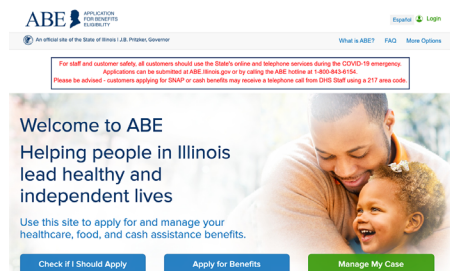 ABE APPLICATION FOR BENEFITS ELIGIBILITY
Español Login
An official site of the State of Illinois | J.B. Pritzker, Governor
What is ABE? FAQ More Options
For staff and customer safety, all customers should use the State's online and telephone services during the COVID-19 emergency.
Applications can be submitted at ABE.Illinois.gov or by calling the ABE hotline at 1-800-843-6154.
Please be advised - customers applying for SNAP or cash benefits may receive a telephone call from DHS Staff using a 217 area code.
Welcome to ABE
Helping people in Illinois
lead healthy and
independent lives
Use this site to apply for and manage your
healthcare, food, and cash assistance benefits.
Check if I Should Apply
Apply for Benefits
Manage My Case